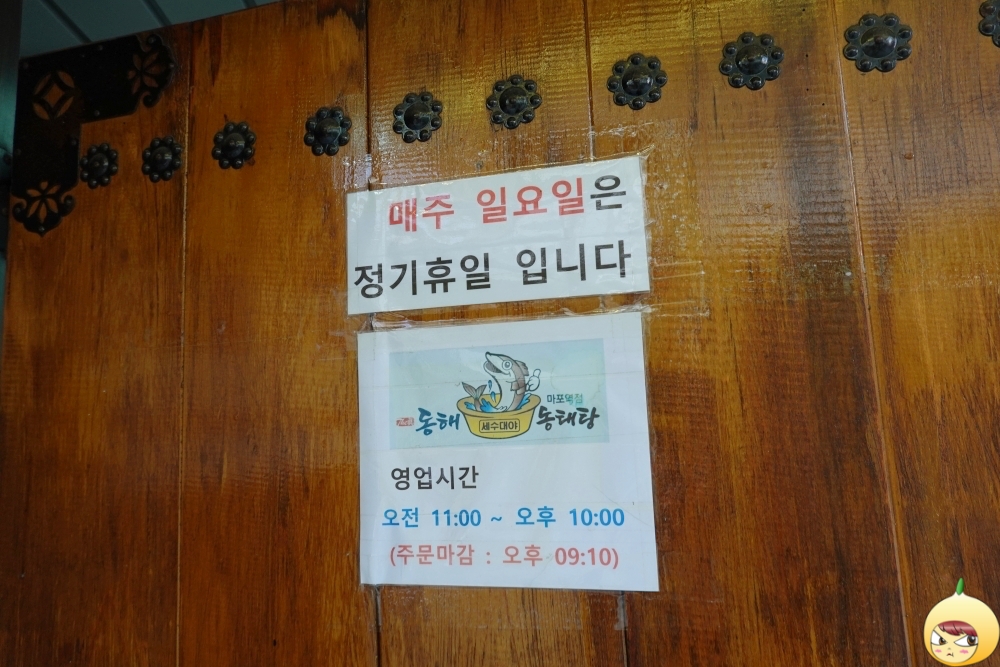 매주 일요일은
정기휴일 입니다
마포역점
동해 세수대야 동태탕
영업시간
오전 11:00 ~ 오후 10:00
(주문마감 : 오후 09:10)